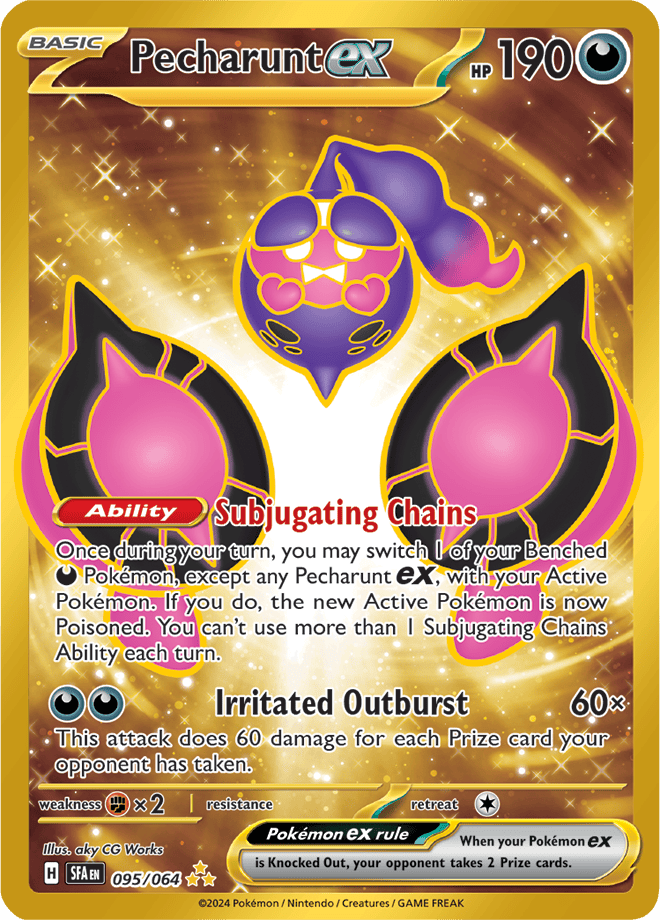 BASIC Pecharunt ex HP 190
Ability Subjugating Chains
Once during your turn, you may switch 1 of your Benched
Pokémon, except any Pecharunt ex, with your Active
Pokémon. If you do, the new Active Pokémon is now
Poisoned. You can't use more than 1 Subjugating Chains
Ability each turn.
Irritated Outburst 60×
This attack does 60 damage for each Prize card your
opponent has taken.
weakness ×2 resistance retreat
Pokémon ex rule When your Pokémon ex
is Knocked Out, your opponent takes 2 Prize cards.
Illus. aky CG Works
H SFA EN 095/064
©2024 Pokémon / Nintendo / Creatures / GAME FREAK